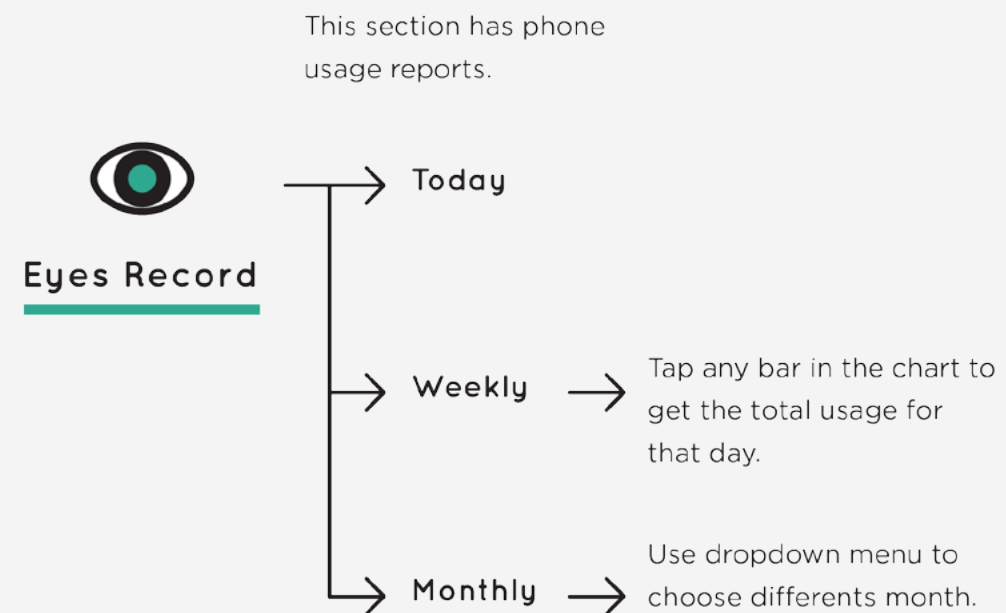 This section has phone
usage reports.
Today
Eyes Record
Weekly
Tap any bar in the chart to
get the total usage for
that day.
Monthly
Use dropdown menu to
choose differents month.